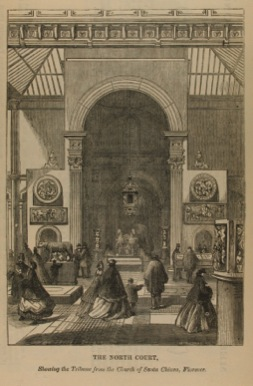 THE NORTH COURT,
Showing the Tribune from the Church of Santa Chiara, Florence.